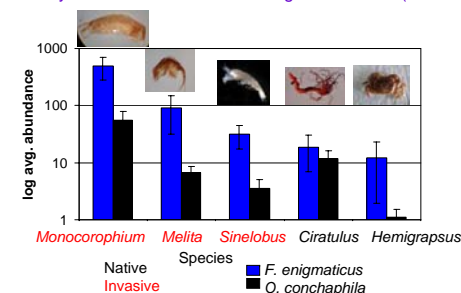 1000
100
10
1
log avg. abundance
Monocorophium Melita Sinelobus Ciratulus Hemigrapsus
Species
Native
Invasive
F. enigmaticus
O. conchaphila